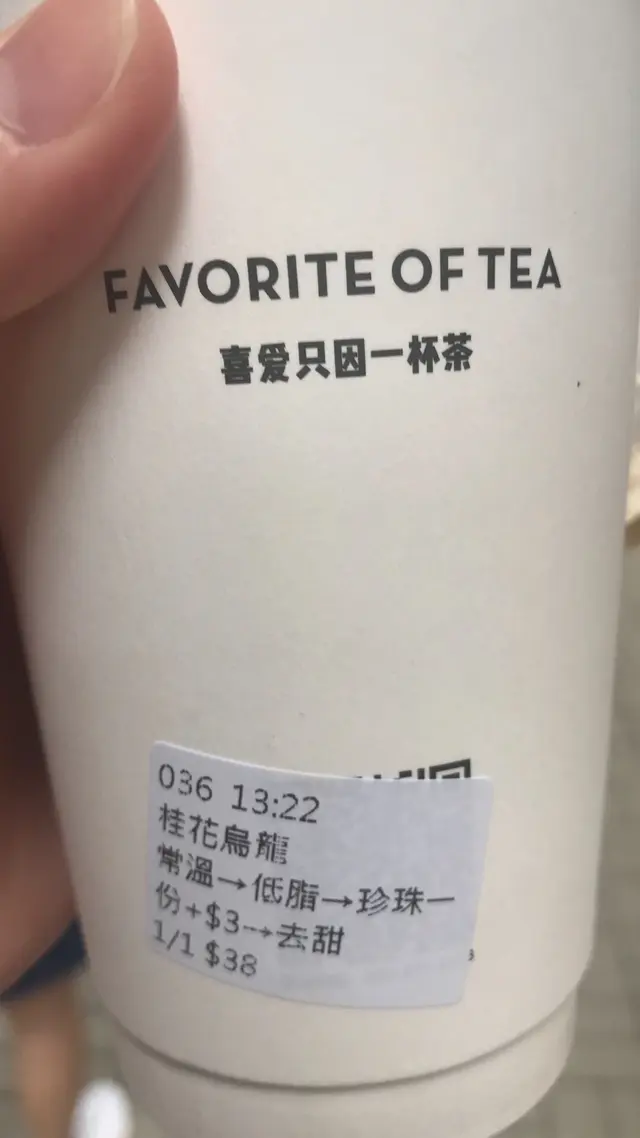 FAVORITE OF TEA
喜爱只因一杯茶
036 13:22
桂花烏龍
常溫→低脂→珍珠一
份+$3→去甜
1/1 $38